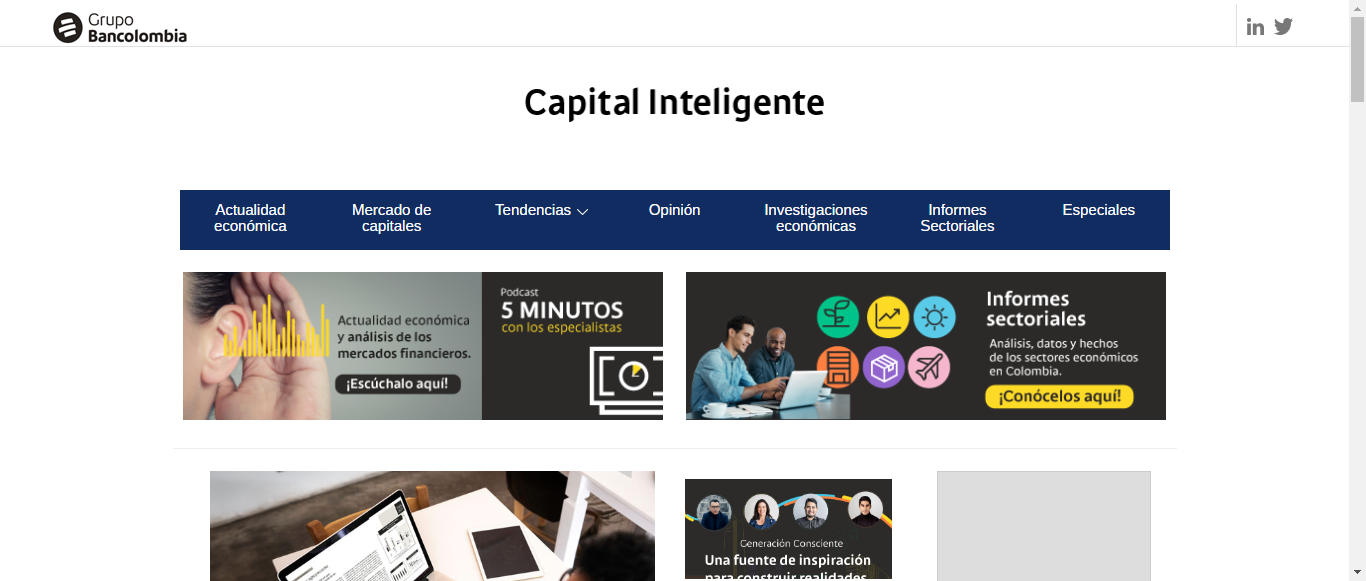 Grupo
Bancolombia
Capital Inteligente
Actualidad
económica
Mercado de
capitales
Tendencias
Opinión
Investigaciones
económicas
Informes
Sectoriales
Especiales
Actualidad económica
y análisis de los
mercados financieros.
¡Escúchalo aquí!
Podcast
5 MINUTOS
con los especialistas
Informes
sectoriales
Análisis, datos y hechos
de los sectores económicos
en Colombia.
¡Conócelos aquí!
Generación Consciente
Una fuente de inspiración
para construir realidades